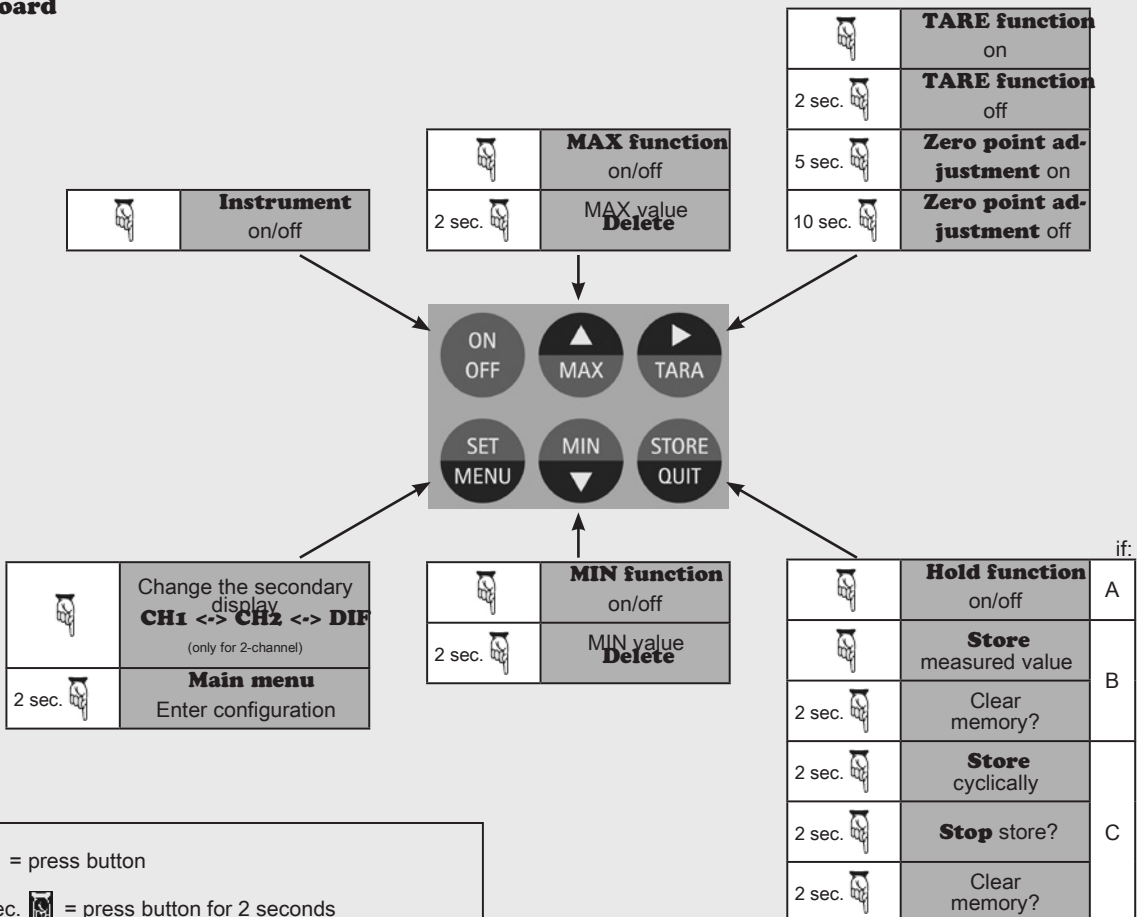 oard
TARE function
on
2 sec.
TARE function
off
5 sec.
Zero point ad-
justment on
10 sec.
Zero point ad-
justment off
MAX function
on/off
2 sec.
MAX value
Delete
Instrument
on/off
ON
OFF
MAX
TARA
SET
MENU
MIN
STORE
QUIT
Change the secondary
display
CH1 <-> CH2 <-> DIF
(only for 2-channel)
2 sec.
Main menu
Enter configuration
MIN function
on/off
2 sec.
MIN value
Delete
if:
Hold function
on/off
A
Store
measured value
B
2 sec.
Clear
memory?
2 sec.
Store
cyclically
2 sec.
Stop store?
C
2 sec.
Clear
memory?
= press button
ec. = press button for 2 seconds